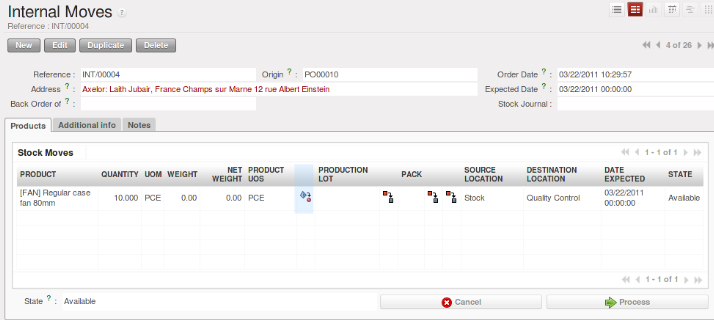 Internal Moves ?
Reference : INT/00004
New Edit Duplicate Delete 4 of 26
Reference : INT/00004 Origin ? : PO00010 Order Date ? : 03/22/2011 10:29:57
Address ? : Axelor: Laith Jubair, France Champs sur Marne 12 rue Albert Einstein Expected Date ? : 03/22/2011 00:00:00
Back Order of ? : Stock Journal :
Products Additional info Notes
Stock Moves 1 - 1 of 1
PRODUCT QUANTITY UOM WEIGHT NET WEIGHT PRODUCT UOS PRODUCTION LOT PACK SOURCE LOCATION DESTINATION LOCATION DATE EXPECTED STATE
[FAN] Regular case fan 80mm 10.000 PCE 0.00 0.00 PCE Stock Quality Control 03/22/2011 00:00:00 Available
1 - 1 of 1
State ? : Available Cancel Process